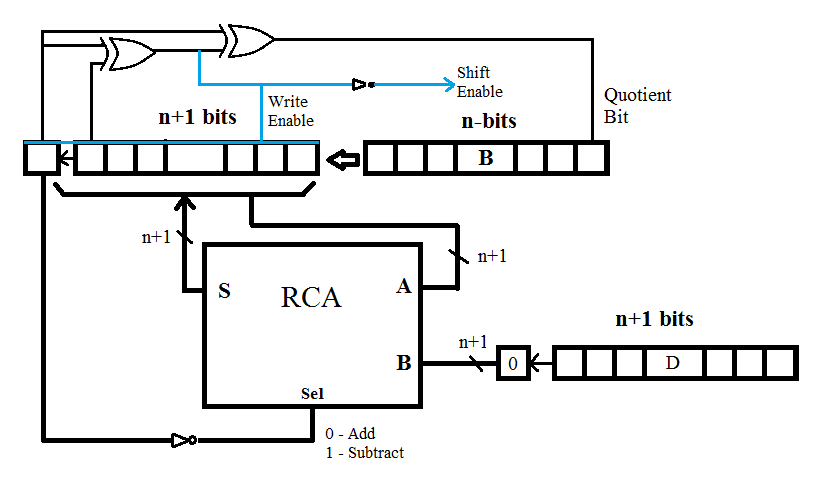 Shift
Enable
Write
Enable
Quotient
Bit
n+1 bits
n-bits
B
n+1
n+1
S
RCA
A
n+1 bits
n+1
B
0
D
Sel
0 - Add
1 - Subtract